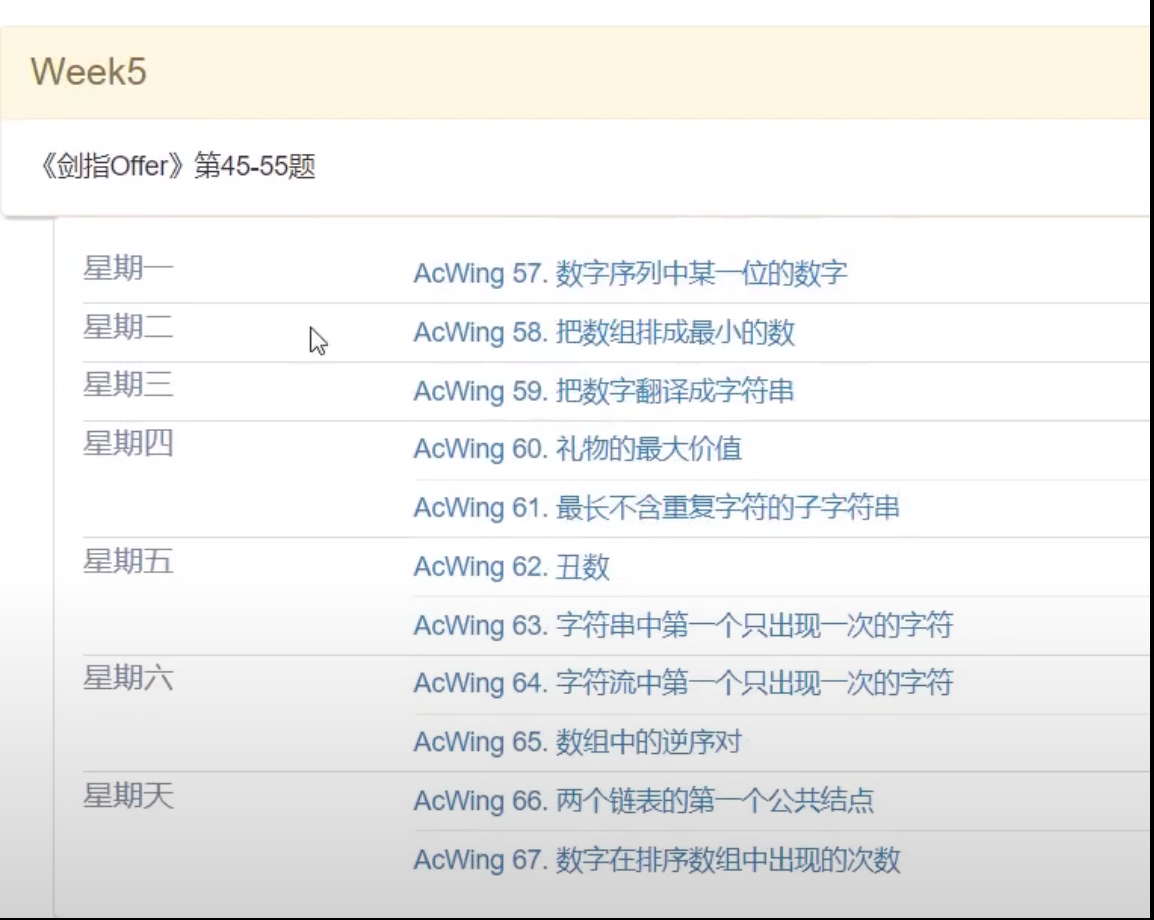 Week5
《剑指Offer》第45-55题
星期一 AcWing 57. 数字序列中某一位的数字
星期二 AcWing 58. 把数组排成最小的数
星期三 AcWing 59. 把数字翻译成字符串
星期四 AcWing 60. 礼物的最大价值
AcWing 61. 最长不含重复字符的子字符串
星期五 AcWing 62. 丑数
AcWing 63. 字符串中第一个只出现一次的字符
星期六 AcWing 64. 字符流中第一个只出现一次的字符
AcWing 65. 数组中的逆序对
星期天 AcWing 66. 两个链表的第一个公共结点
AcWing 67. 数字在排序数组中出现的次数